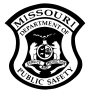 MISSOURI
DEPARTMENT OF
PUBLIC SAFETY